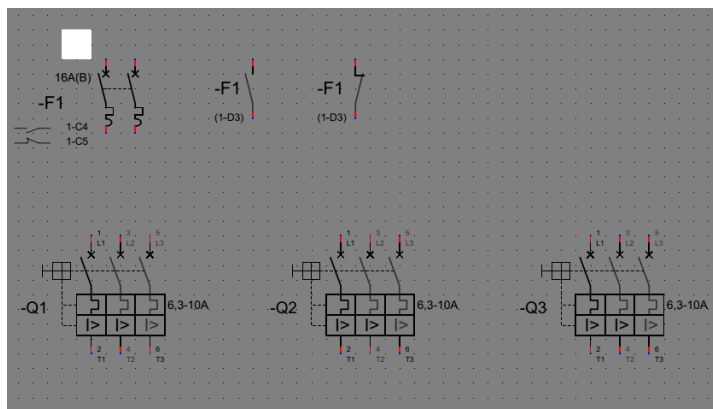 16A(B)
-F1
1-C4
1-C5
-F1
(1-D3)
-F1
(1-D3)
1 3 5
L1 L2 L3
-Q1
6,3-10A
I> I> I>
2 4 6
T1 T2 T3
1 3 5
L1 L2 L3
-Q2
6,3-10A
I> I> I>
2 4 6
T1 T2 T3
1 3 5
L1 L2 L3
-Q3
6,3-10A
I> I> I>
2 4 6
T1 T2 T3